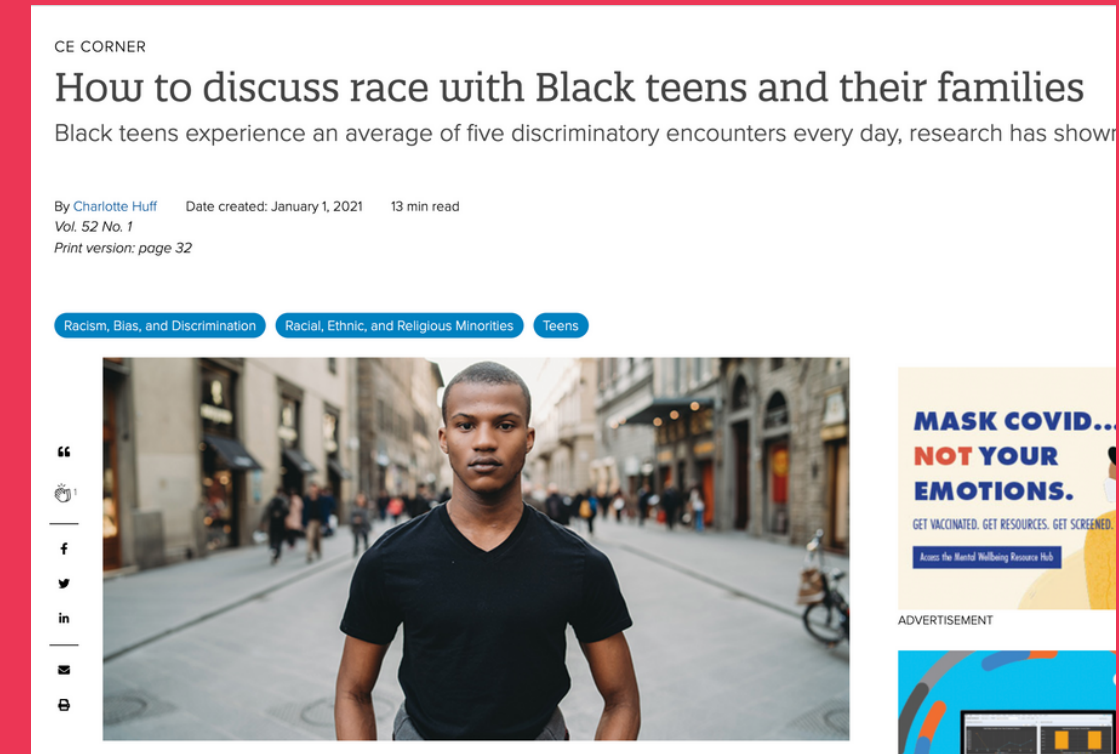 CE CORNER
How to discuss race with Black teens and their families
Black teens experience an average of five discriminatory encounters every day, research has shown
By Charlotte Huff Date created: January 1, 2021 13 min read
Vol. 52 No. 1
Print version: page 32
Racism, Bias, and Discrimination Racial, Ethnic, and Religious Minorities Teens
1
MASK COVID...
NOT YOUR
EMOTIONS.
GET VACCINATED. GET RESOURCES. GET SCREENED.
Access the Mental Wellbeing Resource Hub
ADVERTISEMENT